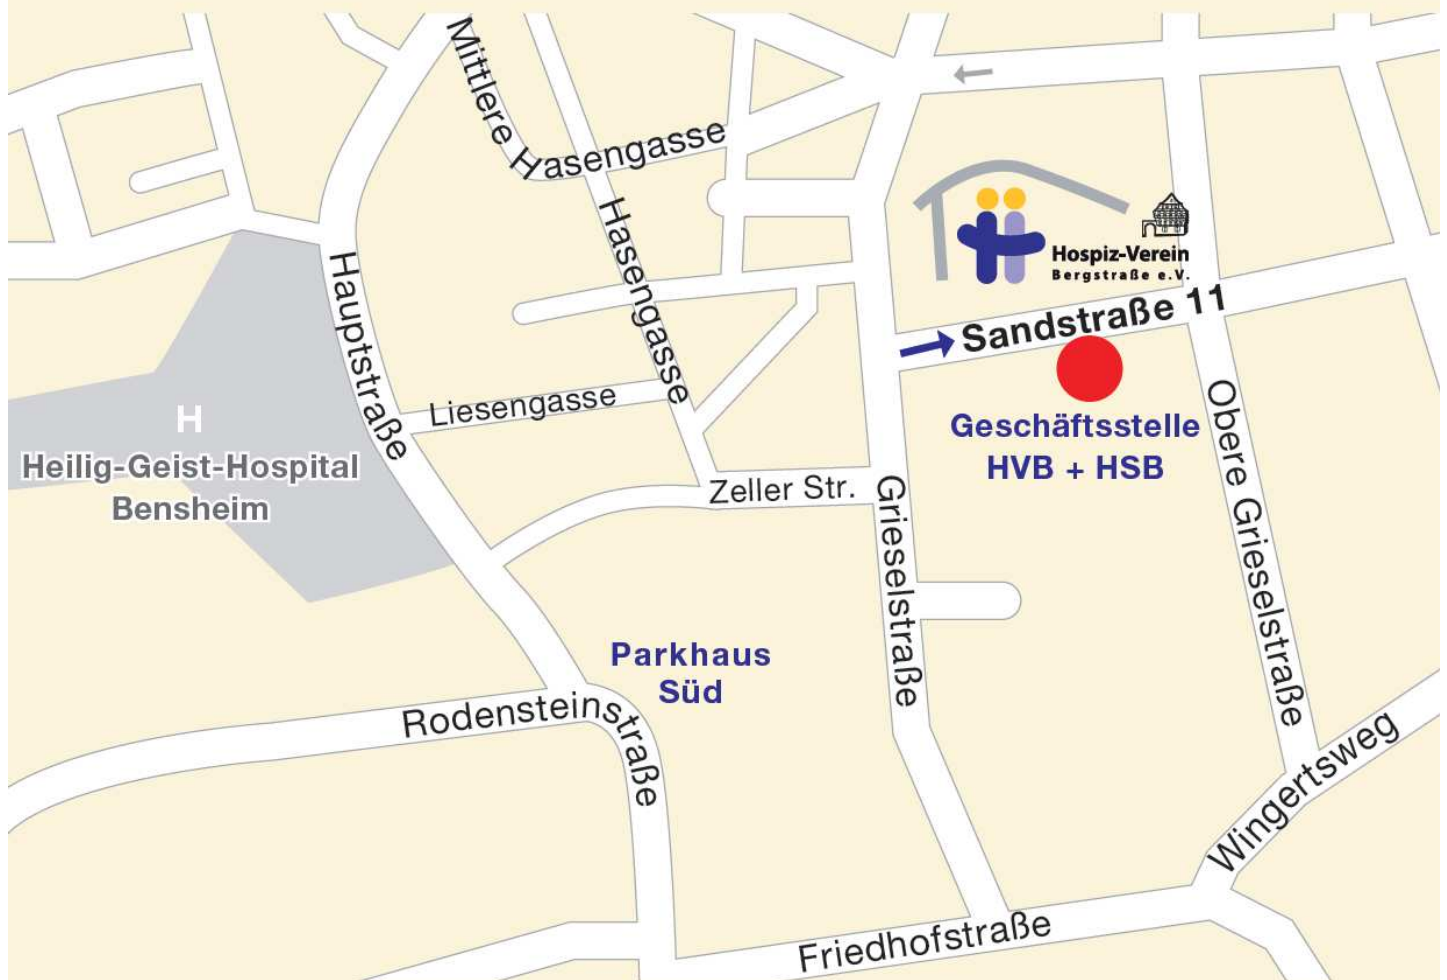 Mittlere Hasengasse
Hasengasse
Hospiz-Verein
Bergstraße e.V.
Sandstraße 11
Hauptstraße
Liesengasse
H
Heilig-Geist-Hospital
Bensheim
Geschäftsstelle
HVB + HSB
Obere Grieselstraße
Zeller Str.
Grieselstraße
Parkhaus
Süd
Rodensteinstraße
Wingertsweg
Friedhofstraße